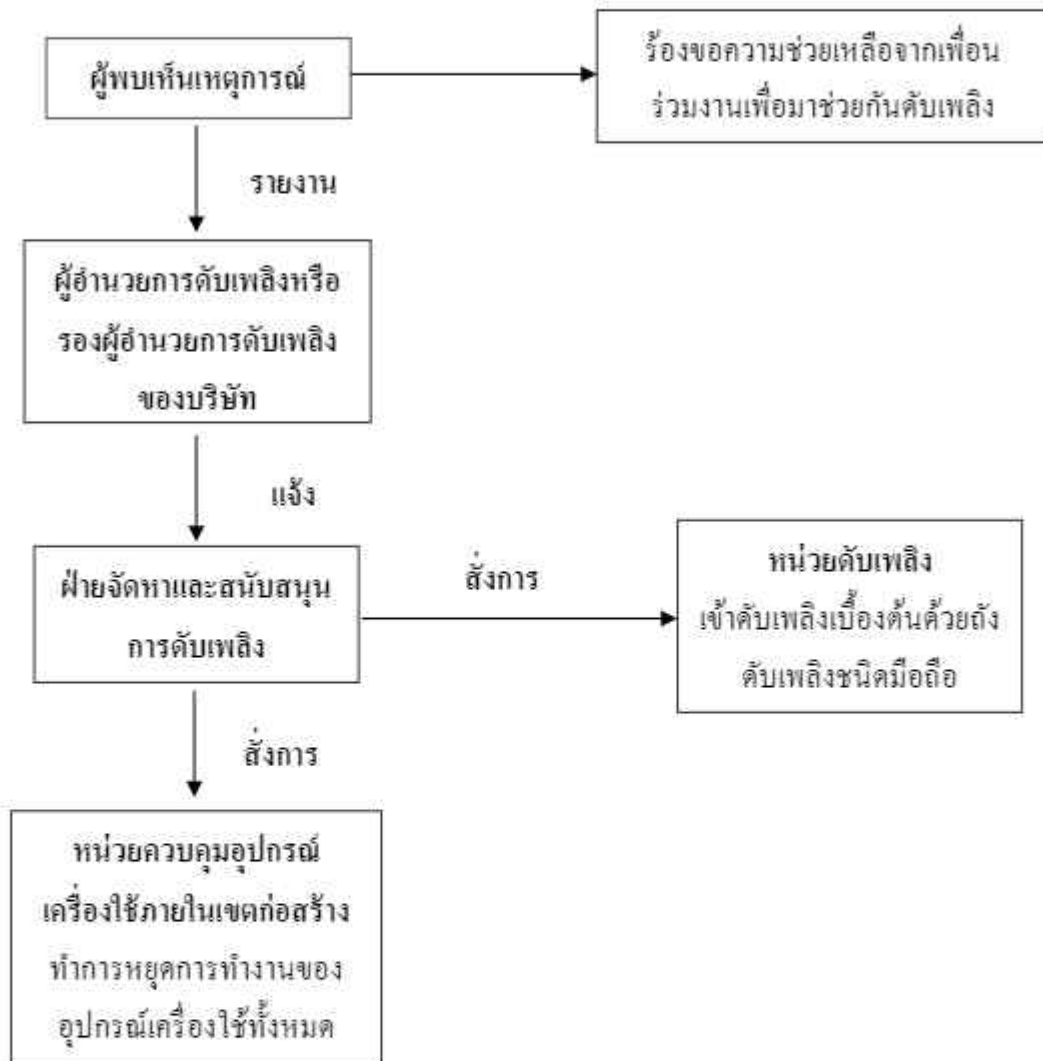 ผู้พบเห็นเหตุการณ์
ร้องขอความช่วยเหลือจากเพื่อน
ร่วมงานเพื่อมาช่วยกันดับเพลิง
รายงาน
ผู้อำนวยการดับเพลิงหรือ
รองผู้อำนวยการดับเพลิง
ของบริษัท
แจ้ง
ฝ่ายจัดหาและสนับสนุน
การดับเพลิง
สั่งการ
หน่วยดับเพลิง
เข้าดับเพลิงเบื้องต้นด้วยถัง
ดับเพลิงชนิดมือถือ
สั่งการ
หน่วยควบคุมอุปกรณ์
เครื่องใช้ภายในเขตก่อสร้าง
ทำการหยุดการทำงานของ
อุปกรณ์เครื่องใช้ทั้งหมด